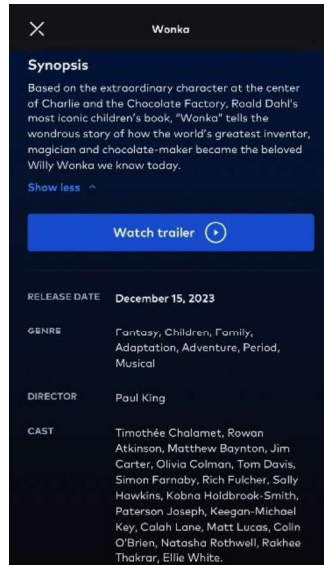 Wonka
Synopsis
Based on the extraordinary character at the center
of Charlie and the Chocolate Factory, Roald Dahl's
most iconic children's book, "Wonka" tells the
wondrous story of how the world's greatest inventor,
magician and chocolate-maker became the beloved
Willy Wonka we know today.
Show less
Watch trailer
RELEASE DATE December 15, 2023
GENRE Fantasy, Children, Family,
Adaptation, Adventure, Period,
Musical
DIRECTOR Paul King
CAST Timothée Chalamet, Rowan
Atkinson, Matthew Baynton, Jim
Carter, Olivia Colman, Tom Davis,
Simon Farnaby, Rich Fulcher, Sally
Hawkins, Kobna Holdbrook-Smith,
Paterson Joseph, Keegan-Michael
Key, Calah Lane, Matt Lucas, Colin
O'Brien, Natasha Rothwell, Rakhee
Thakrar, Ellie White.